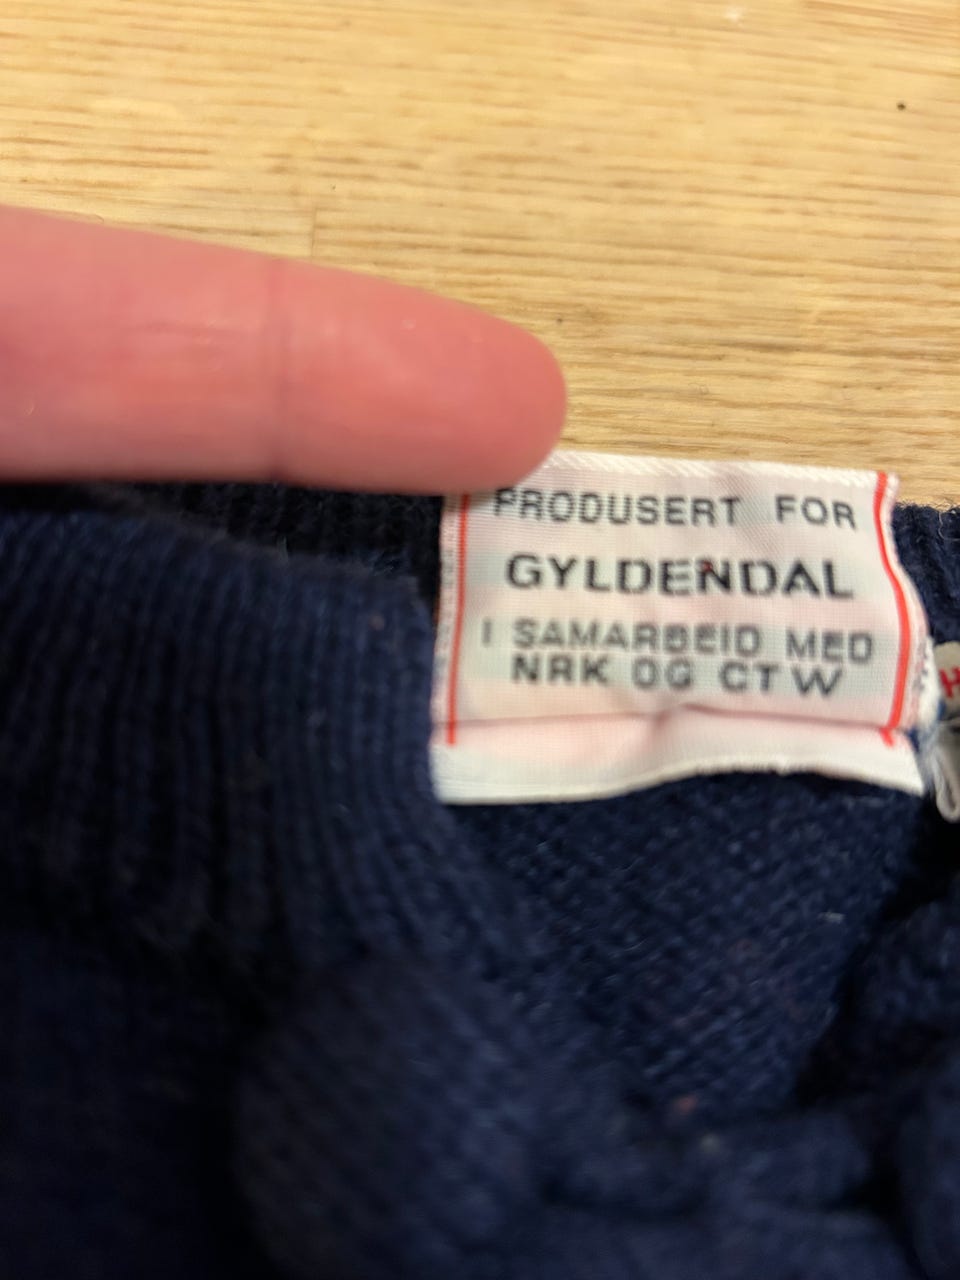 PRODUSERT FOR
GYLDENDAL
I SAMARBEID MED
NRK OG CTW
H